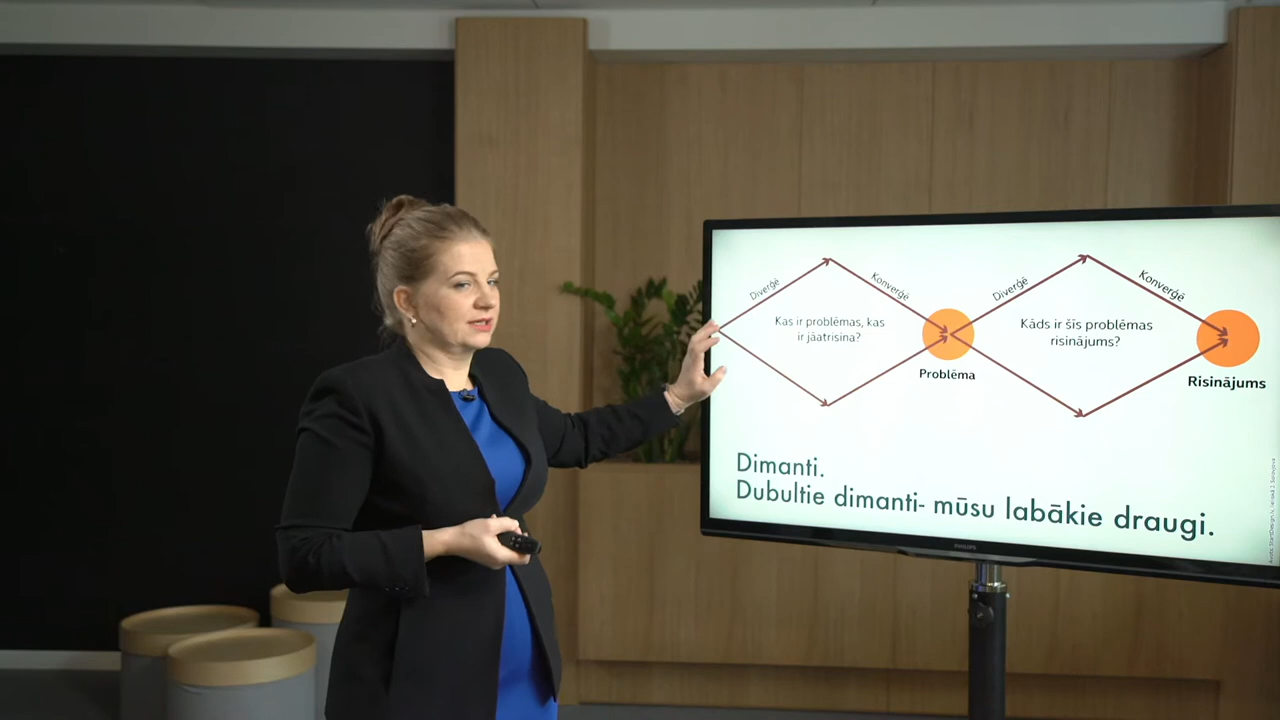 Diverģē
Konverģē
Kas ir problēmas, kas
ir jāatrisina?
Problēma
Diverģē
Konverģē
Kāds ir šīs problēmas
risinājums?
Risinājums
Dimanti.
Dubultie dimanti- mūsu labākie draugi.
PHILIPS